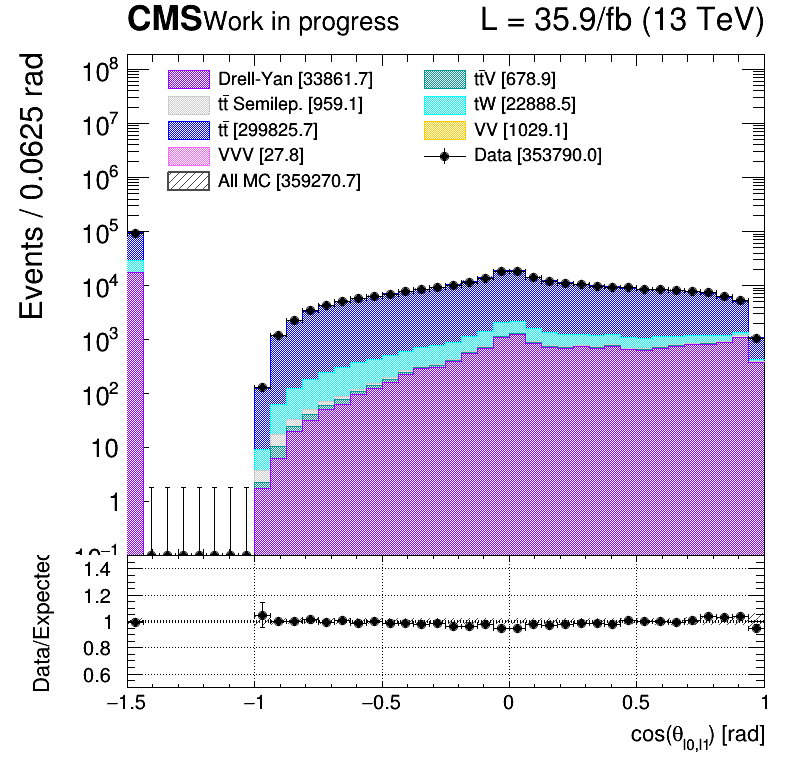 CMS Work in progress L = 35.9/fb (13 TeV)
Events / 0.0625 rad
10⁸
10⁷
10⁶
10⁵
10⁴
10³
10²
10
1
10⁻¹
Drell-Yan [33861.7]
tt̄ Semilep. [959.1]
tt̄ [299825.7]
VVV [27.8]
All MC [359270.7]
tt̄V [678.9]
tW [22888.5]
VV [1029.1]
Data [353790.0]
Data/Expected
1.4
1.2
1
0.8
0.6
−1.5 −1 −0.5 0 0.5 1
cos(θ_l0,l1) [rad]